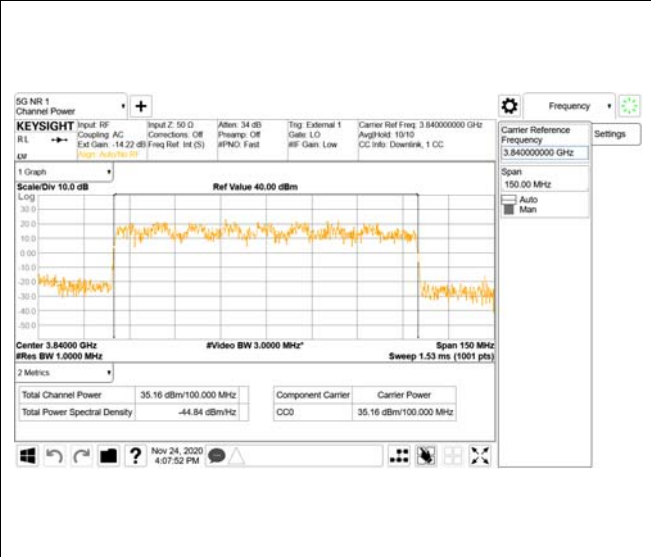 5G NR 1
Channel Power
Frequency
KEYSIGHT
R L
Input: RF
Coupling: AC
Ext Gain: -14.22 dB
Align: Auto/No RF
Input Z: 50 Ω
Corrections: Off
Freq Ref: Int (S)
Atten: 34 dB
Preamp: Off
#PNO: Fast
Trig: External 1
Gate: LO
#IF Gain: Low
Carrier Ref Freq: 3.840000000 GHz
Avg|Hold: 10/10
CC Info: Downlink, 1 CC
Carrier Reference
Frequency
3.840000000 GHz
Settings
Span
150.00 MHz
Auto
Man
1 Graph
Scale/Div 10.0 dB
Ref Value 40.00 dBm
Log
30.0
20.0
10.0
0.00
-10.0
-20.0
-30.0
-40.0
-50.0
Center 3.84000 GHz
#Video BW 3.0000 MHz*
Span 150 MHz
#Res BW 1.0000 MHz
Sweep 1.53 ms (1001 pts)
2 Metrics
Total Channel Power 35.16 dBm/100.000 MHz
Total Power Spectral Density -44.84 dBm/Hz
Component Carrier Carrier Power
CC0 35.16 dBm/100.000 MHz
?
Nov 24, 2020
4:07:52 PM